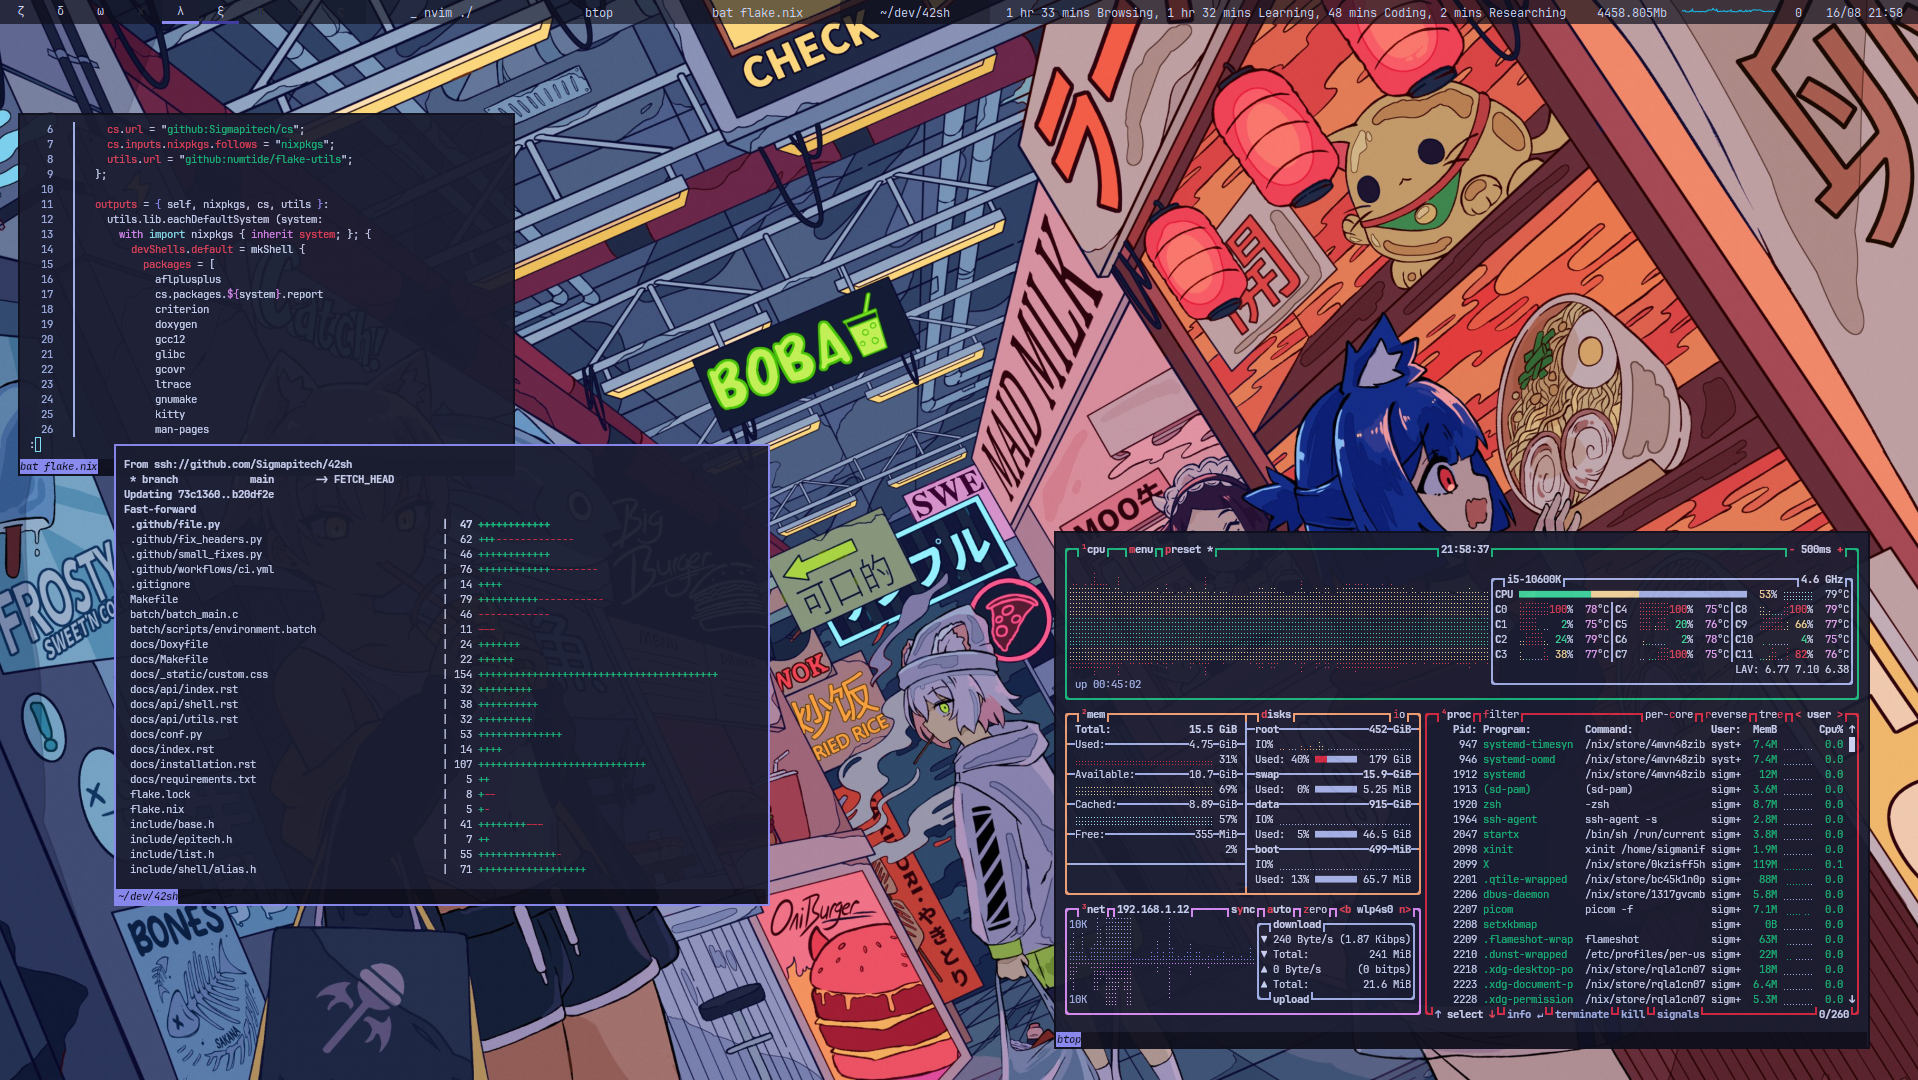 ζ δ ω λ ξ _ nvim ./ btop bat flake.nix ~/dev/42sh 1 hr 33 mins Browsing, 1 hr 32 mins Learning, 48 mins Coding, 2 mins Researching 4458.805Mb 0 16/08 21:58
6 cs.url = "github:Sigmapitech/cs";
7 cs.inputs.nixpkgs.follows = "nixpkgs";
8 utils.url = "github:numtide/flake-utils";
9 };
10
11 outputs = { self, nixpkgs, cs, utils }:
12 utils.lib.eachDefaultSystem (system:
13 with import nixpkgs { inherit system; }; {
14 devShells.default = mkShell {
15 packages = [
16 aflplusplus
17 cs.packages.${system}.report
18 criterion
19 doxygen
20 gcc12
21 glibc
22 gcovr
23 ltrace
24 gnumake
25 kitty
26 man-pages
:
bat flake.nix
From ssh://github.com/Sigmapitech/42sh
* branch main -> FETCH_HEAD
Updating 73c1360..b20df2e
Fast-forward
.github/file.py | 47 ++++++++++++
.github/fix_headers.py | 62 +++-------------
.github/small_fixes.py | 46 ++++++++++++
.github/workflows/ci.yml | 76 ++++++++++++--------
.gitignore | 14 ++++
Makefile | 79 ++++++++++-----------
batch/batch_main.c | 46 ------------
batch/scripts/environment.batch | 11 ---
docs/Doxyfile | 24 +++++++
docs/Makefile | 22 ++++++
docs/_static/custom.css | 154 ++++++++++++++++++++++++++++++++++++++++
docs/api/index.rst | 32 +++++++++
docs/api/shell.rst | 38 ++++++++++
docs/api/utils.rst | 32 +++++++++
docs/conf.py | 53 ++++++++++++++
docs/index.rst | 14 ++++
docs/installation.rst | 107 ++++++++++++++++++++++++++++
docs/requirements.txt | 5 ++
flake.lock | 8 +--
flake.nix | 5 +-
include/base.h | 41 ++++++++---
include/epitech.h | 7 ++
include/list.h | 55 +++++++++++++-
include/shell/alias.h | 71 ++++++++++++++++++
~/dev/42sh
CHECK
ラー
BOBA
MAID MILK
開
SWE
MOO牛
プル
可口的
WOK
炒饭
FRIED RICE
FROSTY
SWEET'N CO
Catch!
Big
Burger
BONES
SAKANA
Oni Burger
TORI・やきとり
¹cpu menu preset * 21:58:37 - 500ms +
i5-10600K 4.6 GHz
CPU 53% 79°C
C0 100% 78°C C4 100% 75°C C8 100% 79°C
C1 2% 75°C C5 20% 76°C C9 66% 77°C
C2 24% 79°C C6 2% 78°C C10 4% 75°C
C3 38% 77°C C7 100% 75°C C11 82% 76°C
LAV: 6.77 7.10 6.38
up 00:45:02
²mem
Total: 15.5 GiB
Used: 4.75 GiB
31%
Available: 10.7 GiB
69%
Cached: 8.89 GiB
57%
Free: 355 MiB
2%
disks io
root 452 GiB
IO%
Used: 40% 179 GiB
swap 15.9 GiB
Used: 0% 5.25 MiB
data 915 GiB
IO%
Used: 5% 46.5 GiB
boot 499 MiB
IO%
Used: 13% 65.7 MiB
³net 192.168.1.12 sync auto zero <b wlp4s0 n>
10K
10K
download
▼ 240 Byte/s (1.87 Kibps)
▼ Total: 241 MiB
▲ 0 Byte/s (0 bitps)
▲ Total: 21.6 MiB
upload
⁴proc filter per-core reverse tree < user >
Pid: Program: Command: User: MemB Cpu% ↑
947 systemd-timesyn /nix/store/4mvn48zib syst+ 7.4M 0.0
946 systemd-oomd /nix/store/4mvn48zib syst+ 7.4M 0.0
1912 systemd /nix/store/4mvn48zib sigm+ 12M 0.0
1913 (sd-pam) (sd-pam) sigm+ 3.6M 0.0
1920 zsh -zsh sigm+ 8.7M 0.0
1964 ssh-agent ssh-agent -s sigm+ 2.8M 0.0
2047 startx /bin/sh /run/current sigm+ 3.8M 0.0
2098 xinit xinit /home/sigmanif sigm+ 1.9M 0.0
2099 X /nix/store/0kzisff5h sigm+ 119M 0.1
2201 .qtile-wrapped /nix/store/bc45k1n0p sigm+ 88M 0.0
2206 dbus-daemon /nix/store/1317gvcmb sigm+ 5.8M 0.0
2207 picom picom -f sigm+ 7.1M 0.0
2208 setxkbmap sigm+ 0B 0.0
2209 .flameshot-wrap flameshot sigm+ 63M 0.0
2210 .dunst-wrapped /etc/profiles/per-us sigm+ 22M 0.0
2218 .xdg-desktop-po /nix/store/rqla1cn07 sigm+ 18M 0.0
2223 .xdg-document-p /nix/store/rqla1cn07 sigm+ 6.4M 0.0
2228 .xdg-permission /nix/store/rqla1cn07 sigm+ 5.3M 0.0 ↓
↑ select ↓ info ↵ terminate kill signals 0/260
btop